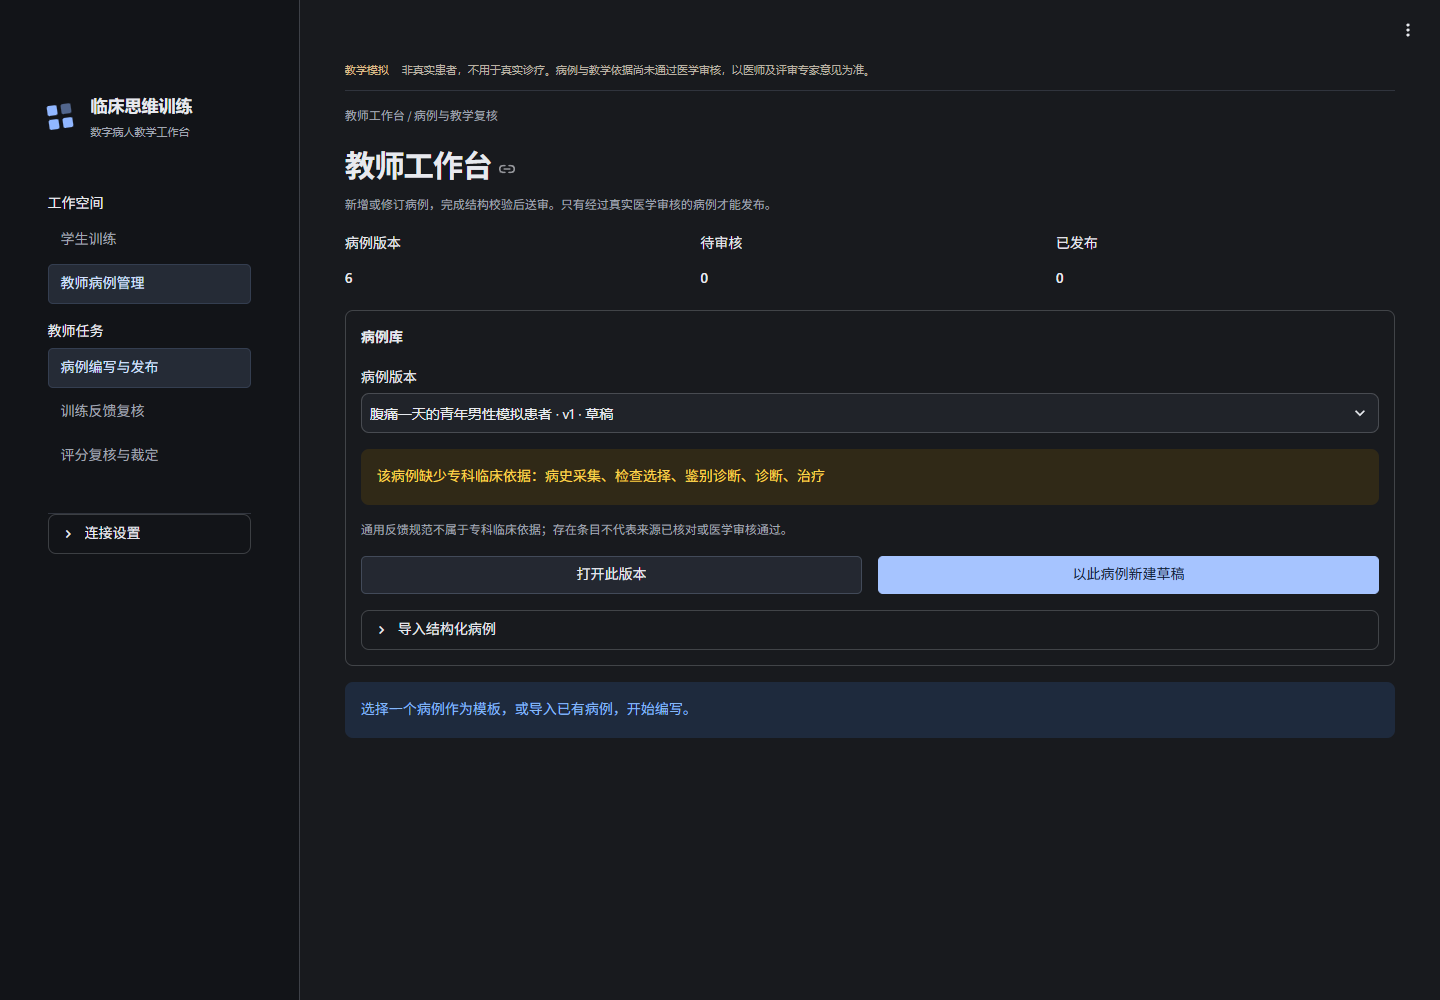 教学模拟 非真实患者，不用于真实诊疗。病例与教学依据尚未通过医学审核，以医师及评审专家意见为准。
临床思维训练
数字病人教学工作台
工作空间
学生训练
教师病例管理
教师任务
病例编写与发布
训练反馈复核
评分复核与裁定
连接设置
教师工作台 / 病例与教学复核
教师工作台
新增或修订病例，完成结构校验后送审。只有经过真实医学审核的病例才能发布。
病例版本 待审核 已发布
6 0 0
病例库
病例版本
腹痛一天的青年男性模拟患者 · v1 · 草稿
该病例缺少专科临床依据：病史采集、检查选择、鉴别诊断、诊断、治疗
通用反馈规范不属于专科临床依据；存在条目不代表来源已核对或医学审核通过。
打开此版本 以此病例新建草稿
导入结构化病例
选择一个病例作为模板，或导入已有病例，开始编写。